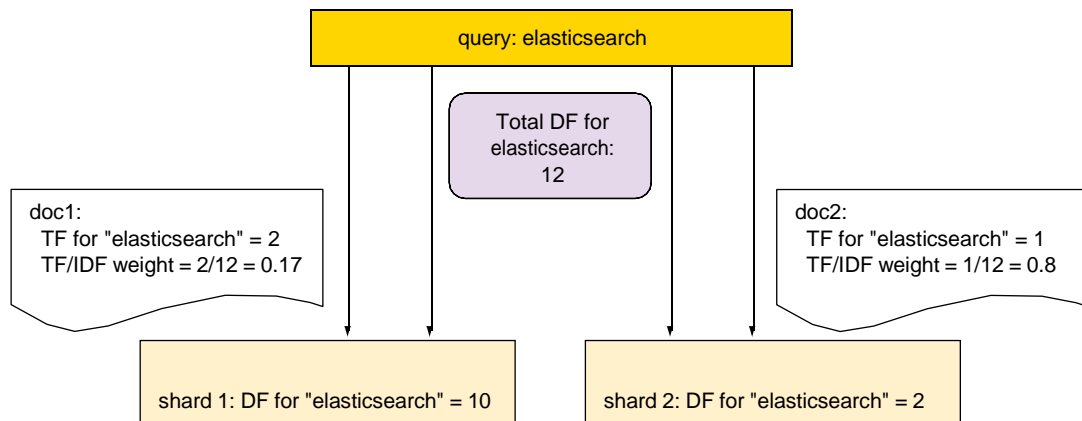 query: elasticsearch
Total DF for
elasticsearch:
12
doc1:
TF for "elasticsearch" = 2
TF/IDF weight = 2/12 = 0.17
doc2:
TF for "elasticsearch" = 1
TF/IDF weight = 1/12 = 0.8
shard 1: DF for "elasticsearch" = 10
shard 2: DF for "elasticsearch" = 2